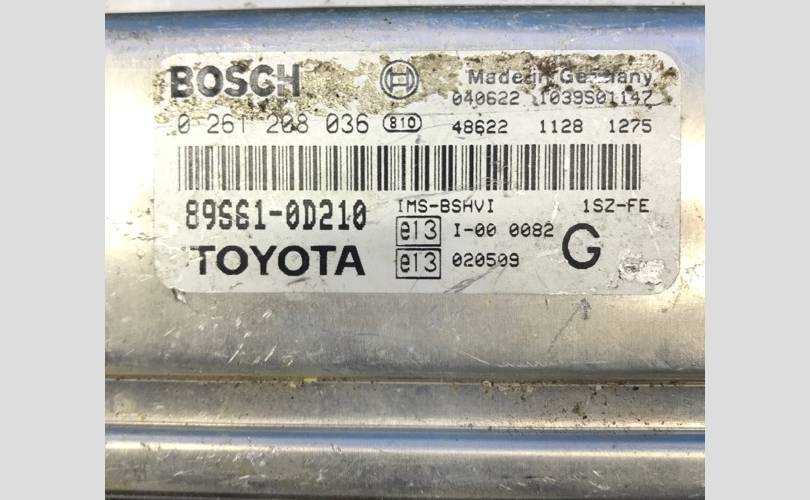 BOSCH Made in Germany
040622 1039S01147
0 261 208 036 810 48622 1128 1275
89661-0D210 IMS-BSHVI 1SZ-FE
e13 I-00 0082
TOYOTA e13 020509 G